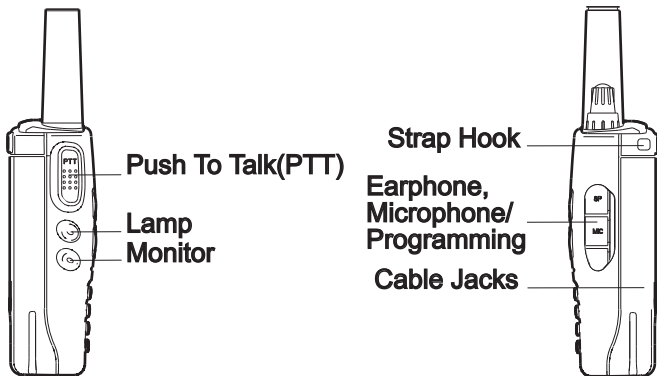 PTT
Push To Talk(PTT)
Lamp
Monitor
Strap Hook
Earphone,
Microphone/
Programming
Cable Jacks
SP
MIC